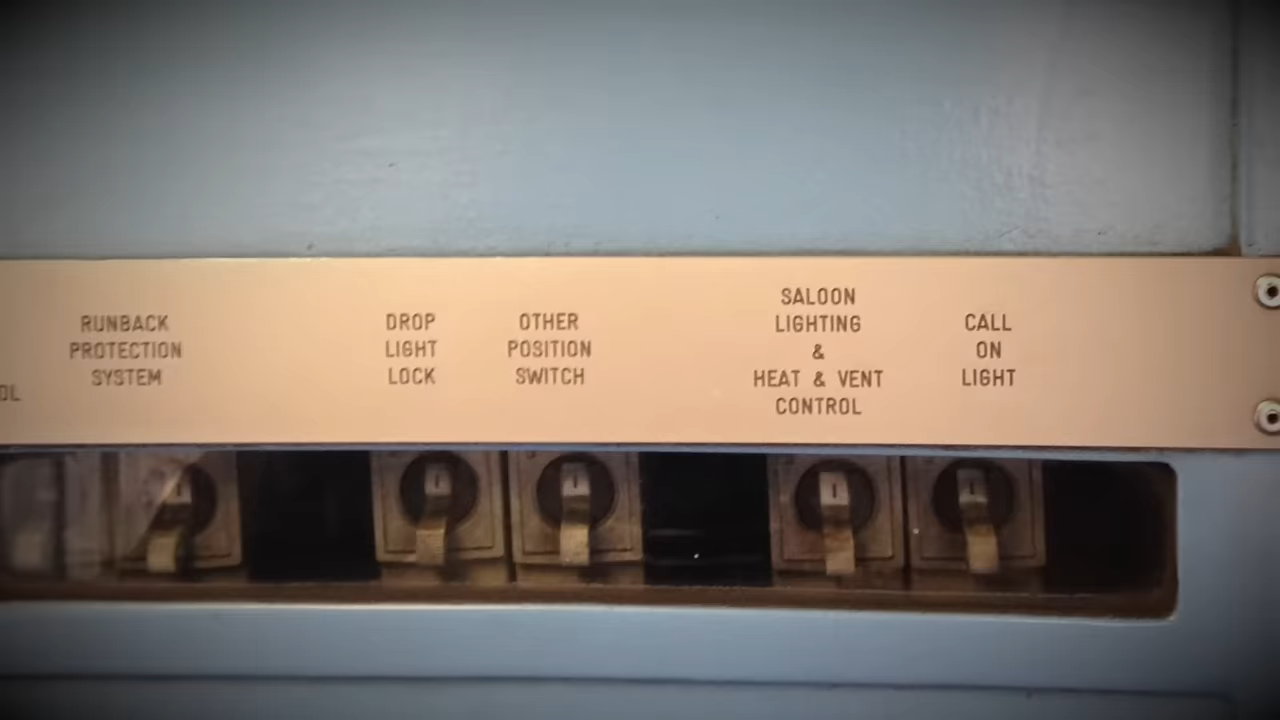 RUNBACK
PROTECTION
SYSTEM
DROP
LIGHT
LOCK
OTHER
POSITION
SWITCH
SALOON
LIGHTING
&
HEAT & VENT
CONTROL
CALL
ON
LIGHT